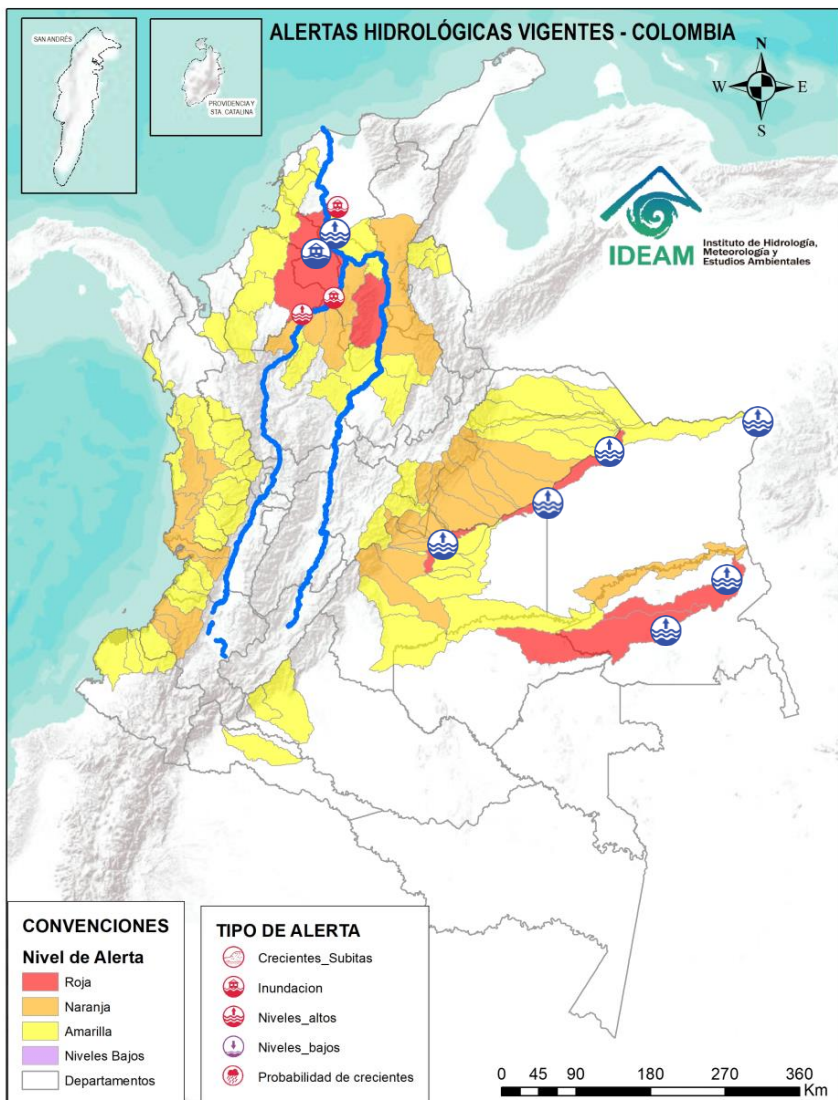 ALERTAS HIDROLÓGICAS VIGENTES - COLOMBIA
SAN ANDRÉS
PROVIDENCIA Y
STA. CATALINA
N
W
E
S
IDEAM
Instituto de Hidrología,
Meteorología y
Estudios Ambientales
CONVENCIONES
Nivel de Alerta
Roja
Naranja
Amarilla
Niveles Bajos
Departamentos
TIPO DE ALERTA
Crecientes_Subitas
Inundacion
Niveles_altos
Niveles_bajos
Probabilidad de crecientes
0 45 90 180 270 360
Km